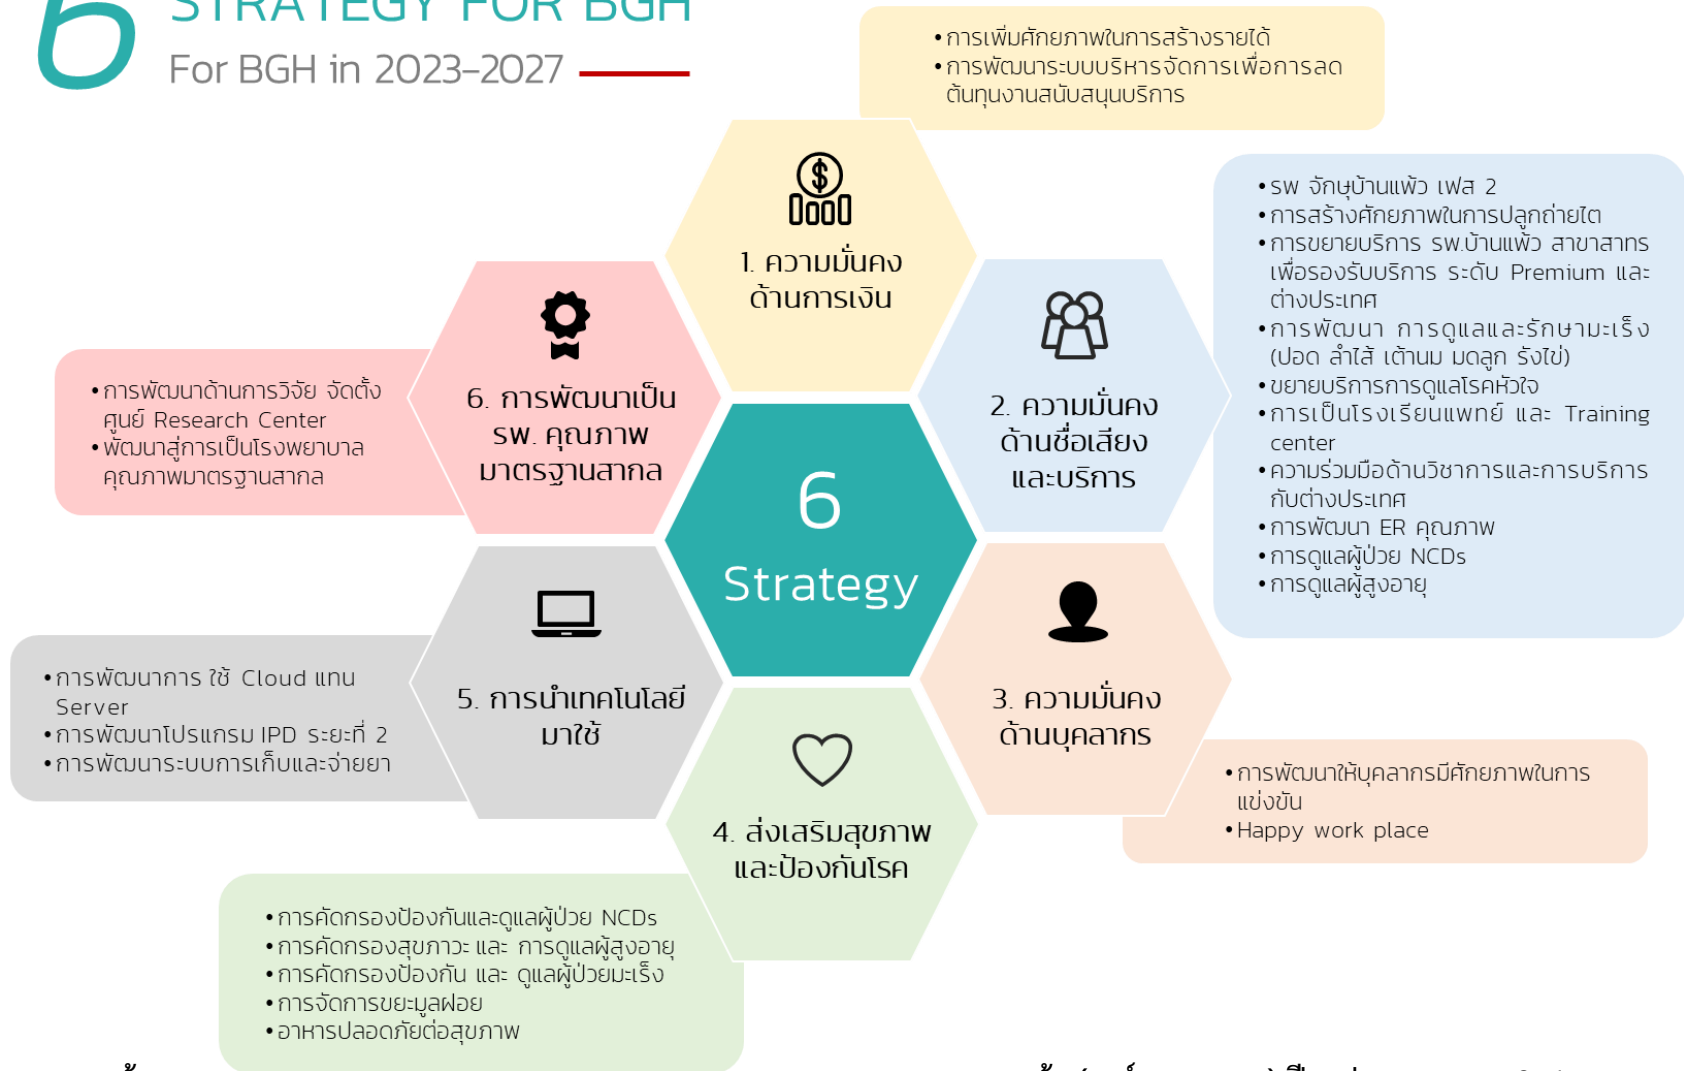 6 STRATEGY FOR BGH
For BGH in 2023-2027
• การเพิ่มศักยภาพในการสร้างรายได้
• การพัฒนาระบบบริหารจัดการเพื่อการลด
ต้นทุนงานสนับสนุนบริการ
1. ความมั่นคง
ด้านการเงิน
• รพ จักษุบ้านแพ้ว เฟส 2
• การสร้างศักยภาพในการปลูกถ่ายไต
• การขยายบริการ รพ.บ้านแพ้ว สาขาสาทร
เพื่อรองรับบริการ ระดับ Premium และ
ต่างประเทศ
• การพัฒนา การดูแลและรักษามะเร็ง
(ปอด ลำไส้ เต้านม มดลูก รังไข่)
• ขยายบริการการดูแลโรคหัวใจ
• การเป็นโรงเรียนแพทย์ และ Training
center
• ความร่วมมือด้านวิชาการและการบริการ
กับต่างประเทศ
• การพัฒนา ER คุณภาพ
• การดูแลผู้ป่วย NCDs
• การดูแลผู้สูงอายุ
2. ความมั่นคง
ด้านชื่อเสียง
และบริการ
6. การพัฒนาเป็น
รพ. คุณภาพ
มาตรฐานสากล
• การพัฒนาด้านการวิจัย จัดตั้ง
ศูนย์ Research Center
• พัฒนาสู่การเป็นโรงพยาบาล
คุณภาพมาตรฐานสากล
6
Strategy
5. การนำเทคโนโลยี
มาใช้
• การพัฒนาการ ใช้ Cloud แทน
Server
• การพัฒนาโปรแกรม IPD ระยะที่ 2
• การพัฒนาระบบการเก็บและจ่ายยา
3. ความมั่นคง
ด้านบุคลากร
• การพัฒนาให้บุคลากรมีศักยภาพในการ
แข่งขัน
• Happy work place
4. ส่งเสริมสุขภาพ
และป้องกันโรค
• การคัดกรองป้องกันและดูแลผู้ป่วย NCDs
• การคัดกรองสุขภาวะ และ การดูแลผู้สูงอายุ
• การคัดกรองป้องกัน และ ดูแลผู้ป่วยมะเร็ง
• การจัดการขยะมูลฝอย
• อาหารปลอดภัยต่อสุขภาพ